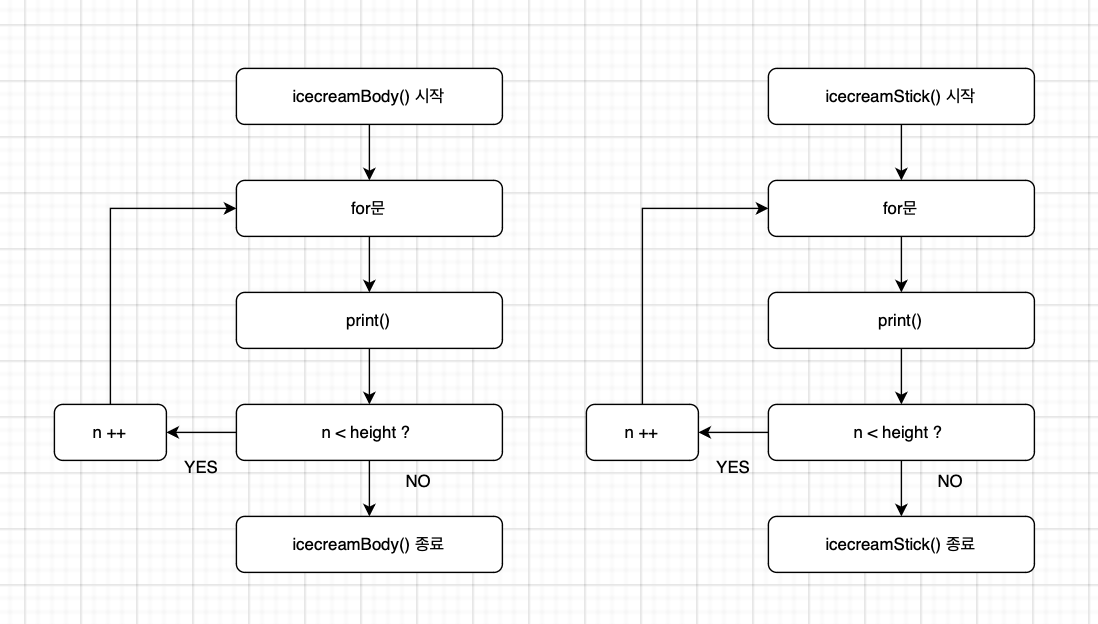 icecreamBody() 시작
for문
print()
n < height ?
n ++
YES
NO
icecreamBody() 종료
icecreamStick() 시작
for문
print()
n < height ?
n ++
YES
NO
icecreamStick() 종료